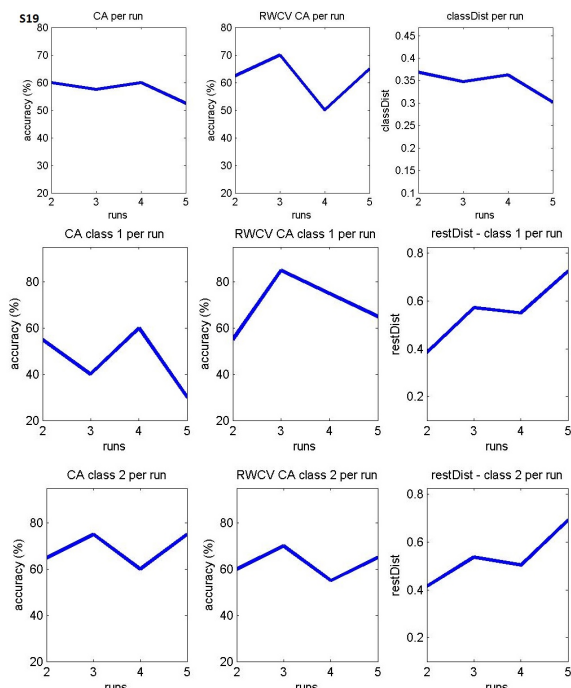 S19
CA per run
RWCV CA per run
classDist per run
accuracy (%)
80
70
60
50
40
30
20
2 3 4 5
runs
accuracy (%)
80
70
60
50
40
30
20
2 3 4 5
runs
classDist
0.45
0.4
0.35
0.3
0.25
0.2
0.15
0.1
2 3 4 5
runs
CA class 1 per run
RWCV CA class 1 per run
restDist - class 1 per run
accuracy (%)
80
60
40
20
2 3 4 5
runs
accuracy (%)
80
60
40
20
2 3 4 5
runs
restDist
0.8
0.6
0.4
0.2
2 3 4 5
runs
CA class 2 per run
RWCV CA class 2 per run
restDist - class 2 per run
accuracy (%)
80
60
40
20
2 3 4 5
runs
accuracy (%)
80
60
40
20
2 3 4 5
runs
restDist
0.8
0.6
0.4
0.2
2 3 4 5
runs